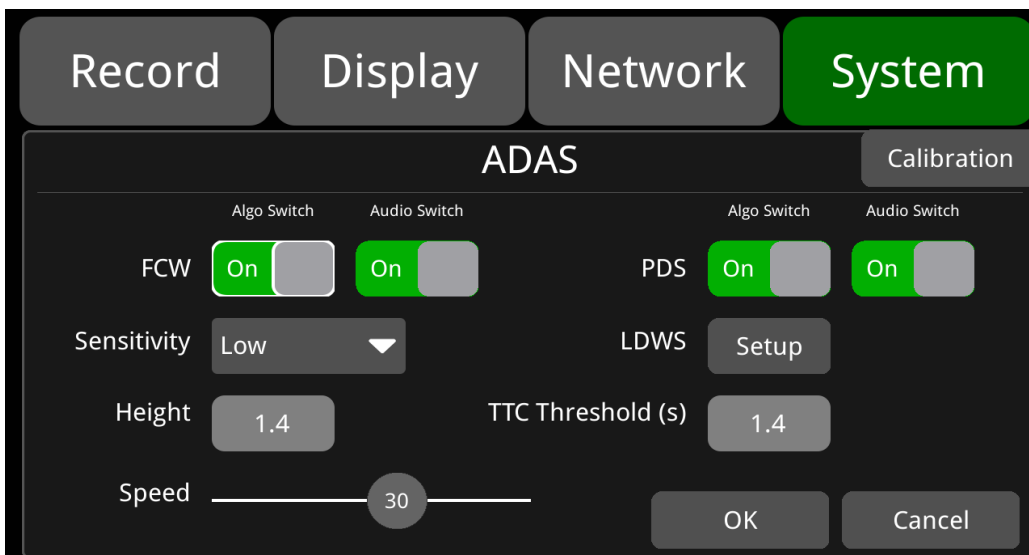 Record Display Network System
ADAS Calibration
Algo Switch Audio Switch Algo Switch Audio Switch
FCW On On PDS On On
Sensitivity Low LDWS Setup
Height 1.4 TTC Threshold (s) 1.4
Speed 30
OK Cancel